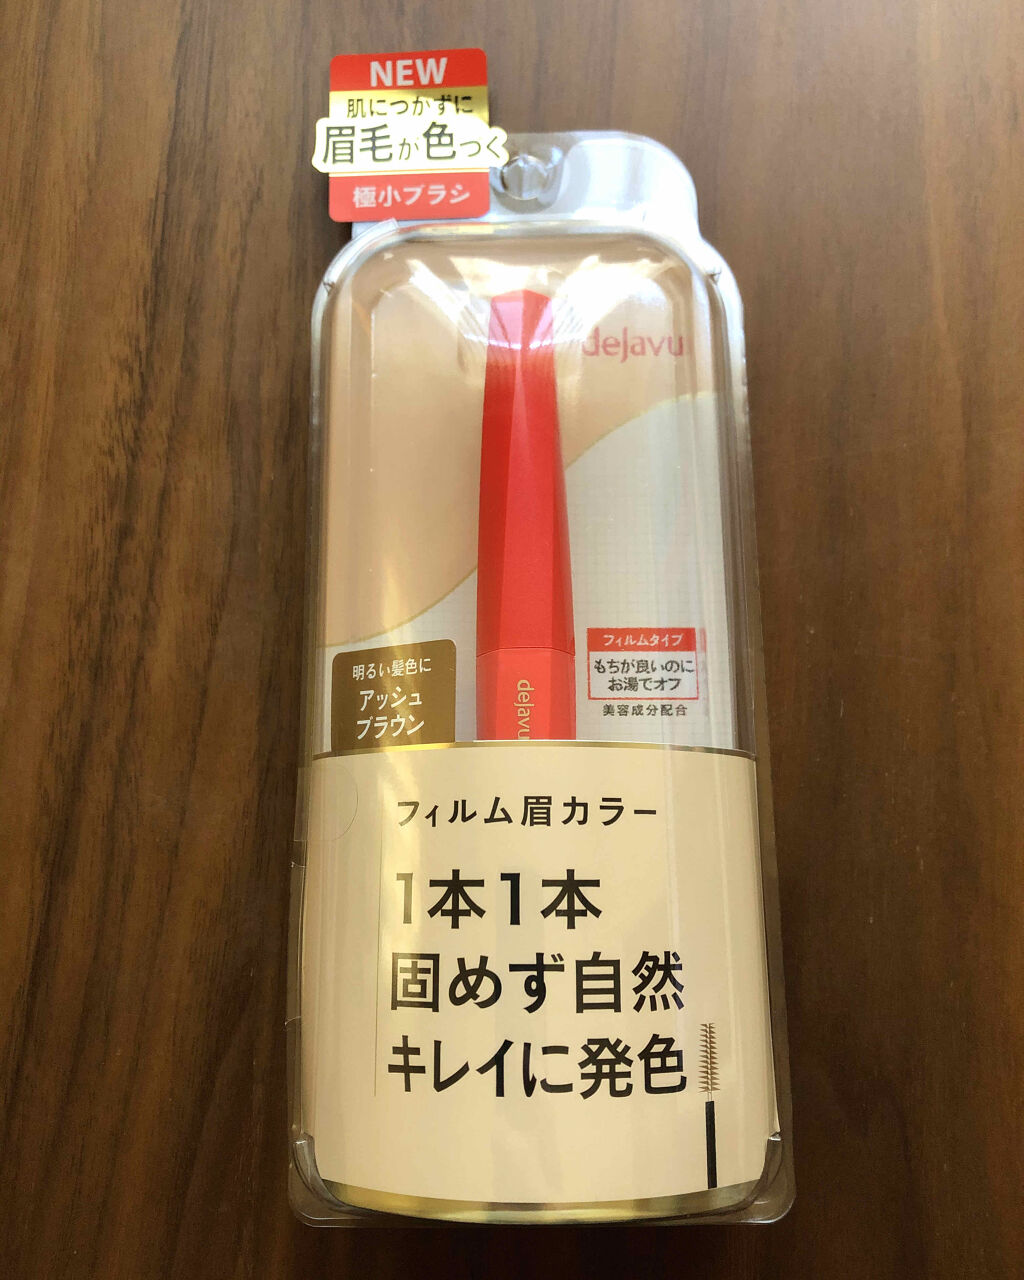 NEW
肌につかずに
眉毛が色つく
極小ブラシ
dejavu
フィルムタイプ
もちが良いのに
お湯でオフ
美容成分配合
明るい髪色に
アッシュ
ブラウン
dejavu
フィルム眉カラー
1本1本
固めず自然
キレイに発色